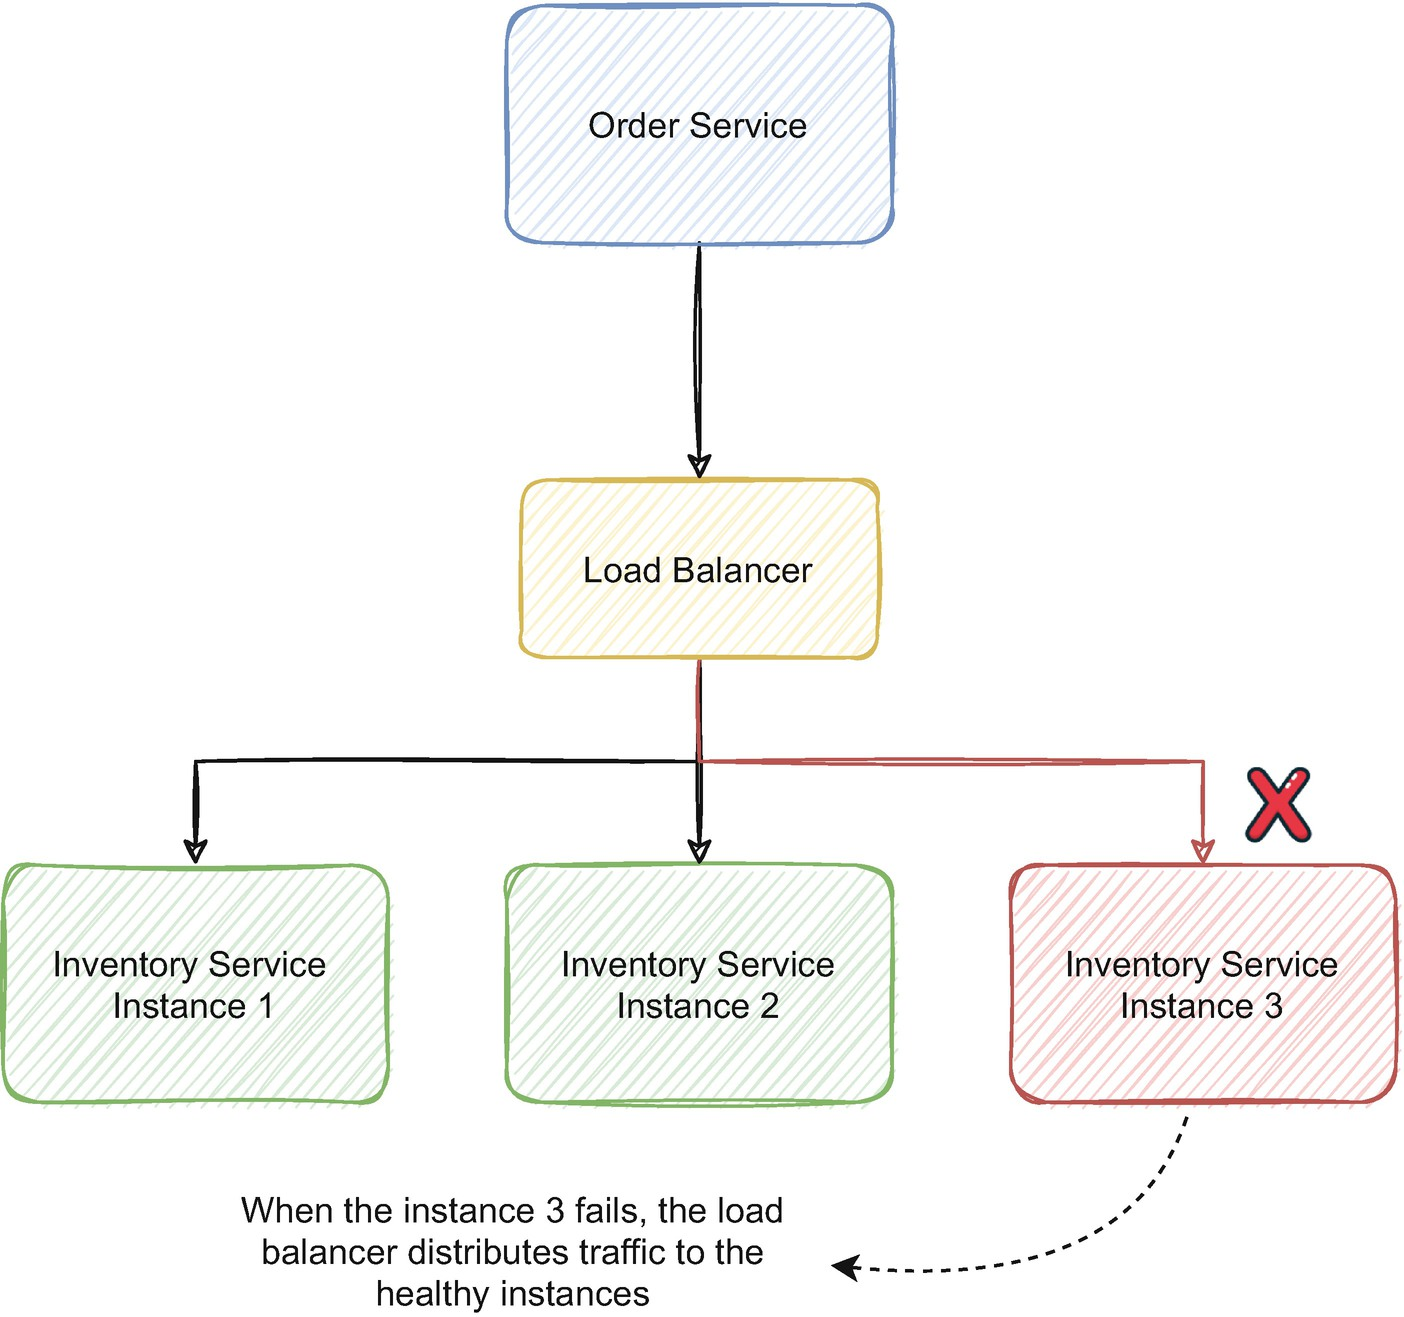 Order Service
Load Balancer
Inventory Service
Instance 1
Inventory Service
Instance 2
Inventory Service
Instance 3
When the instance 3 fails, the load
balancer distributes traffic to the
healthy instances